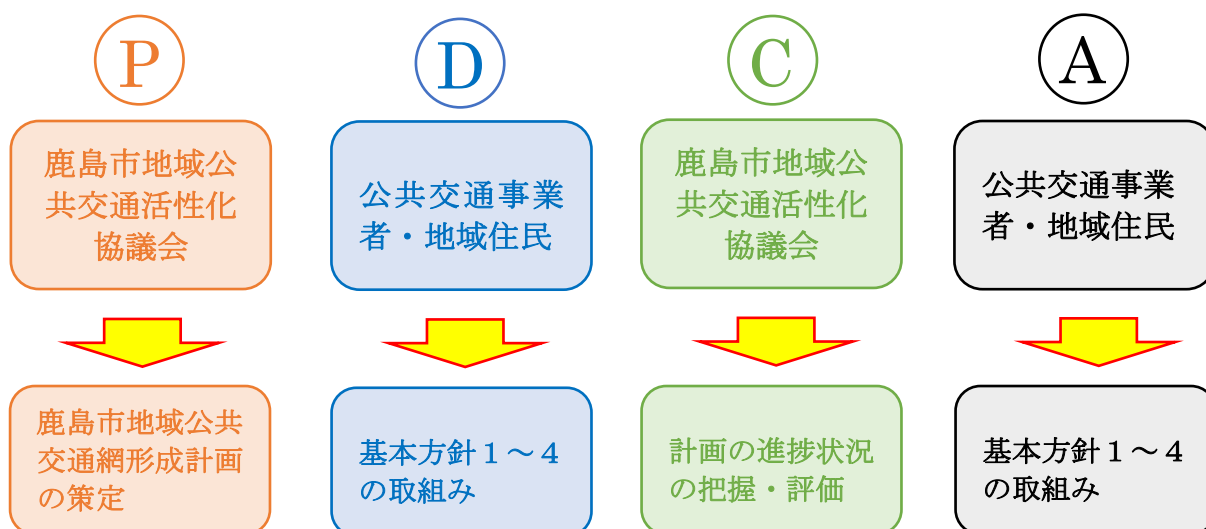 P
D
C
A
鹿島市地域公
共交通活性化
協議会
公共交通事業
者・地域住民
鹿島市地域公
共交通活性化
協議会
公共交通事業
者・地域住民
鹿島市地域公共
交通網形成計画
の策定
基本方針１～４
の取組み
計画の進捗状況
の把握・評価
基本方針１～４
の取組み